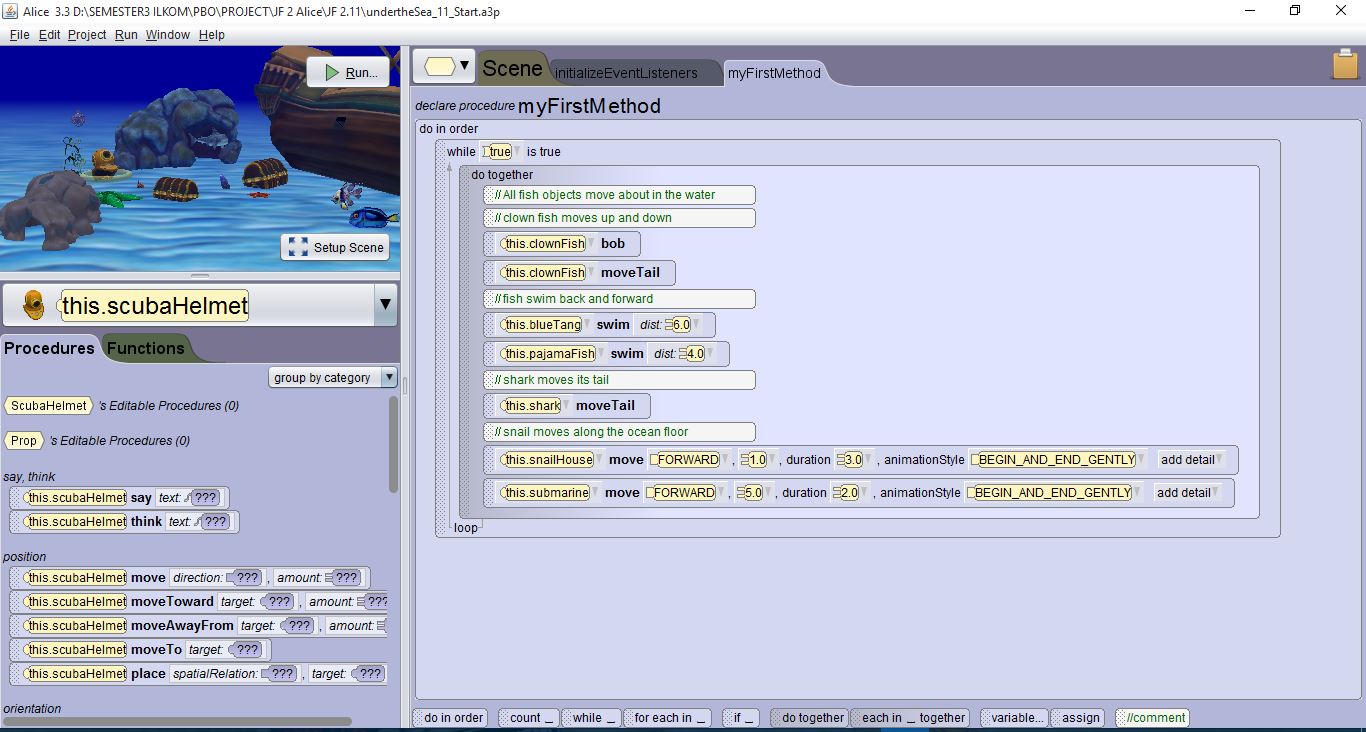 Alice 3.3 D:\SEMESTER3 ILKOM\PBO\PROJECT\JF 2 Alice\JF 2.11\undertheSea_11_Start.a3p
File Edit Project Run Window Help
Run...
Setup Scene
this.scubaHelmet
Procedures Functions
group by category
ScubaHelmet 's Editable Procedures (0)
Prop 's Editable Procedures (0)
say, think
this.scubaHelmet say text: ???
this.scubaHelmet think text: ???
position
this.scubaHelmet move direction: ??? , amount: ???
this.scubaHelmet moveToward target: ??? , amount: ???
this.scubaHelmet moveAwayFrom target: ??? , amount:
this.scubaHelmet moveTo target: ???
this.scubaHelmet place spatialRelation: ??? , target: ???
orientation
Scene initializeEventListeners myFirstMethod
declare procedure myFirstMethod
do in order
while true is true
do together
//All fish objects move about in the water
//clown fish moves up and down
this.clownFish bob
this.clownFish moveTail
//fish swim back and forward
this.blueTang swim dist: 6.0
this.pajamaFish swim dist: 4.0
//shark moves its tail
this.shark moveTail
//snail moves along the ocean floor
this.snailHouse move FORWARD , 1.0 , duration 3.0 , animationStyle BEGIN_AND_END_GENTLY add detail
this.submarine move FORWARD , 5.0 , duration 2.0 , animationStyle BEGIN_AND_END_GENTLY add detail
loop
do in order count _ while _ for each in _ if _ do together each in _ together variable... assign //comment